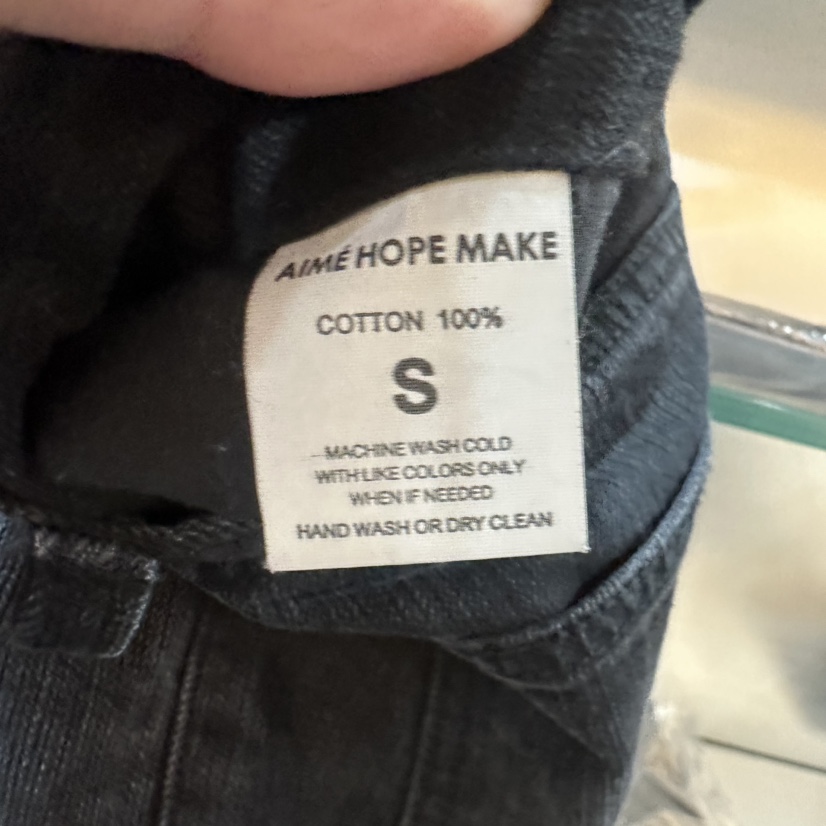 AIMÉ HOPE MAKE
COTTON 100%
S
MACHINE WASH COLD
WITH LIKE COLORS ONLY
WHEN IF NEEDED
HAND WASH OR DRY CLEAN